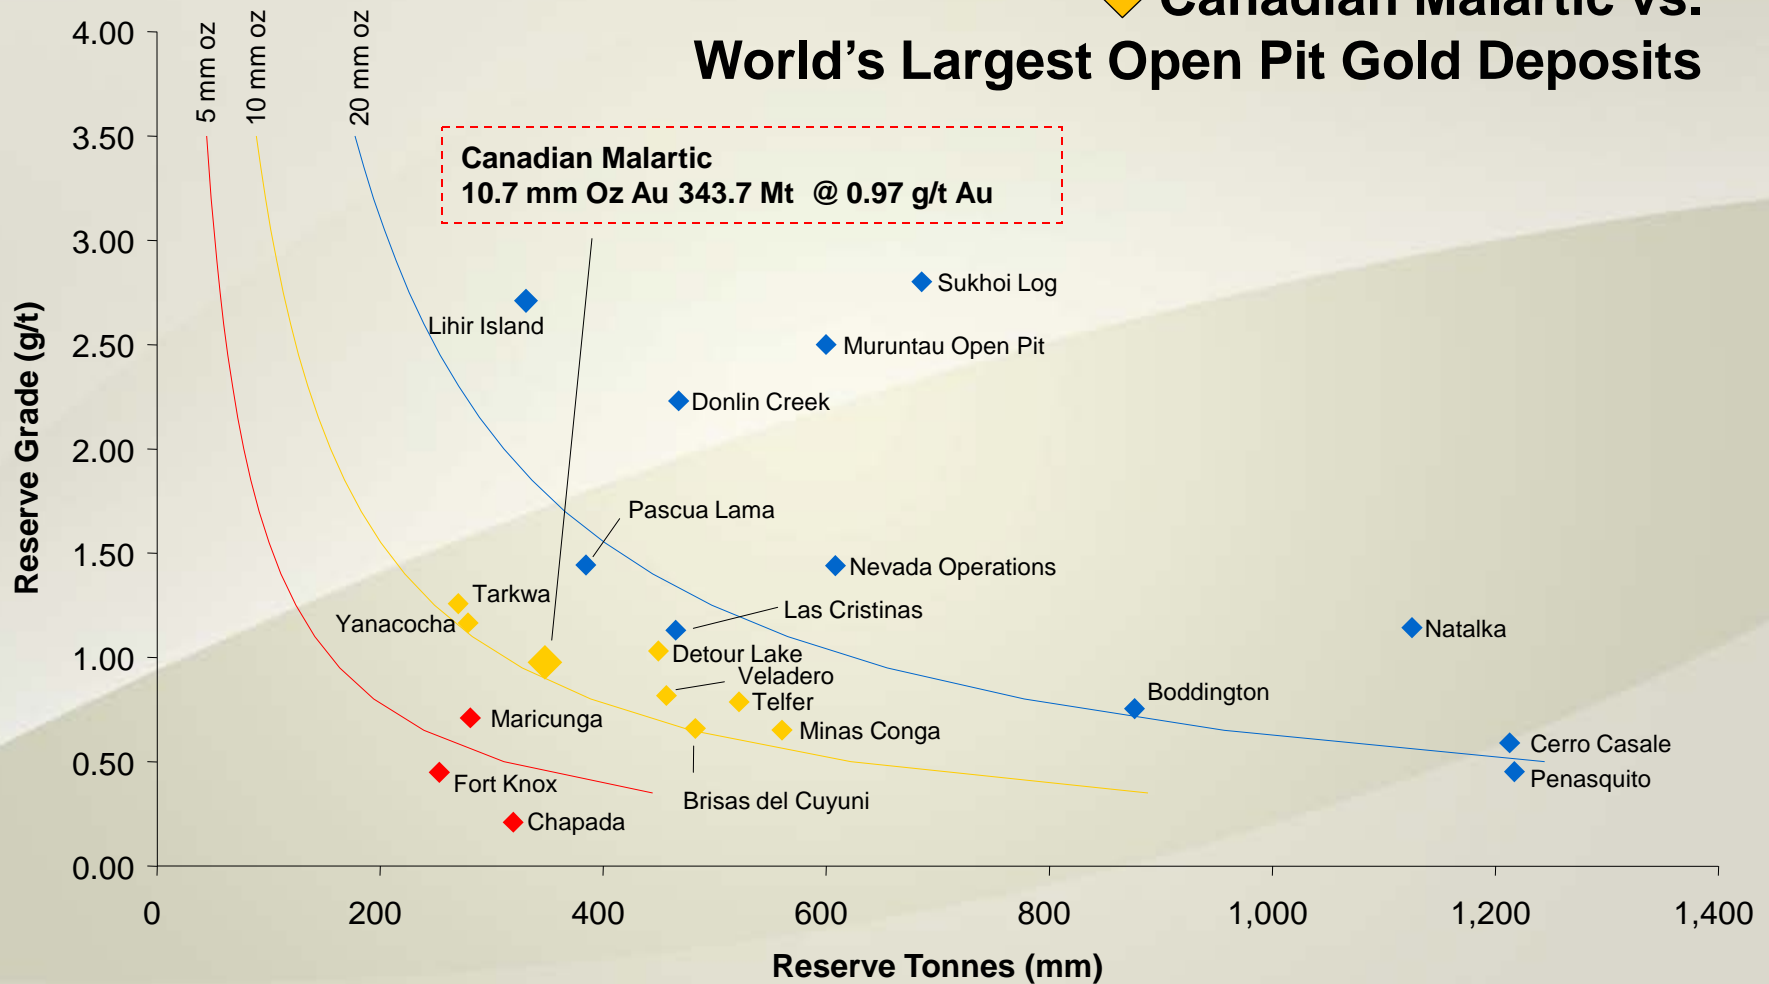 Canadian Malartic vs.
World's Largest Open Pit Gold Deposits
5 mm oz
10 mm oz
20 mm oz
Canadian Malartic
10.7 mm Oz Au 343.7 Mt @ 0.97 g/t Au
Reserve Grade (g/t)
4.00
3.50
3.00
2.50
2.00
1.50
1.00
0.50
0.00
Sukhoi Log
Lihir Island
Muruntau Open Pit
Donlin Creek
Pascua Lama
Nevada Operations
Tarkwa
Las Cristinas
Yanacocha
Natalka
Detour Lake
Veladero
Boddington
Telfer
Maricunga
Minas Conga
Cerro Casale
Penasquito
Fort Knox
Brisas del Cuyuni
Chapada
0
200
400
600
800
1,000
1,200
1,400
Reserve Tonnes (mm)